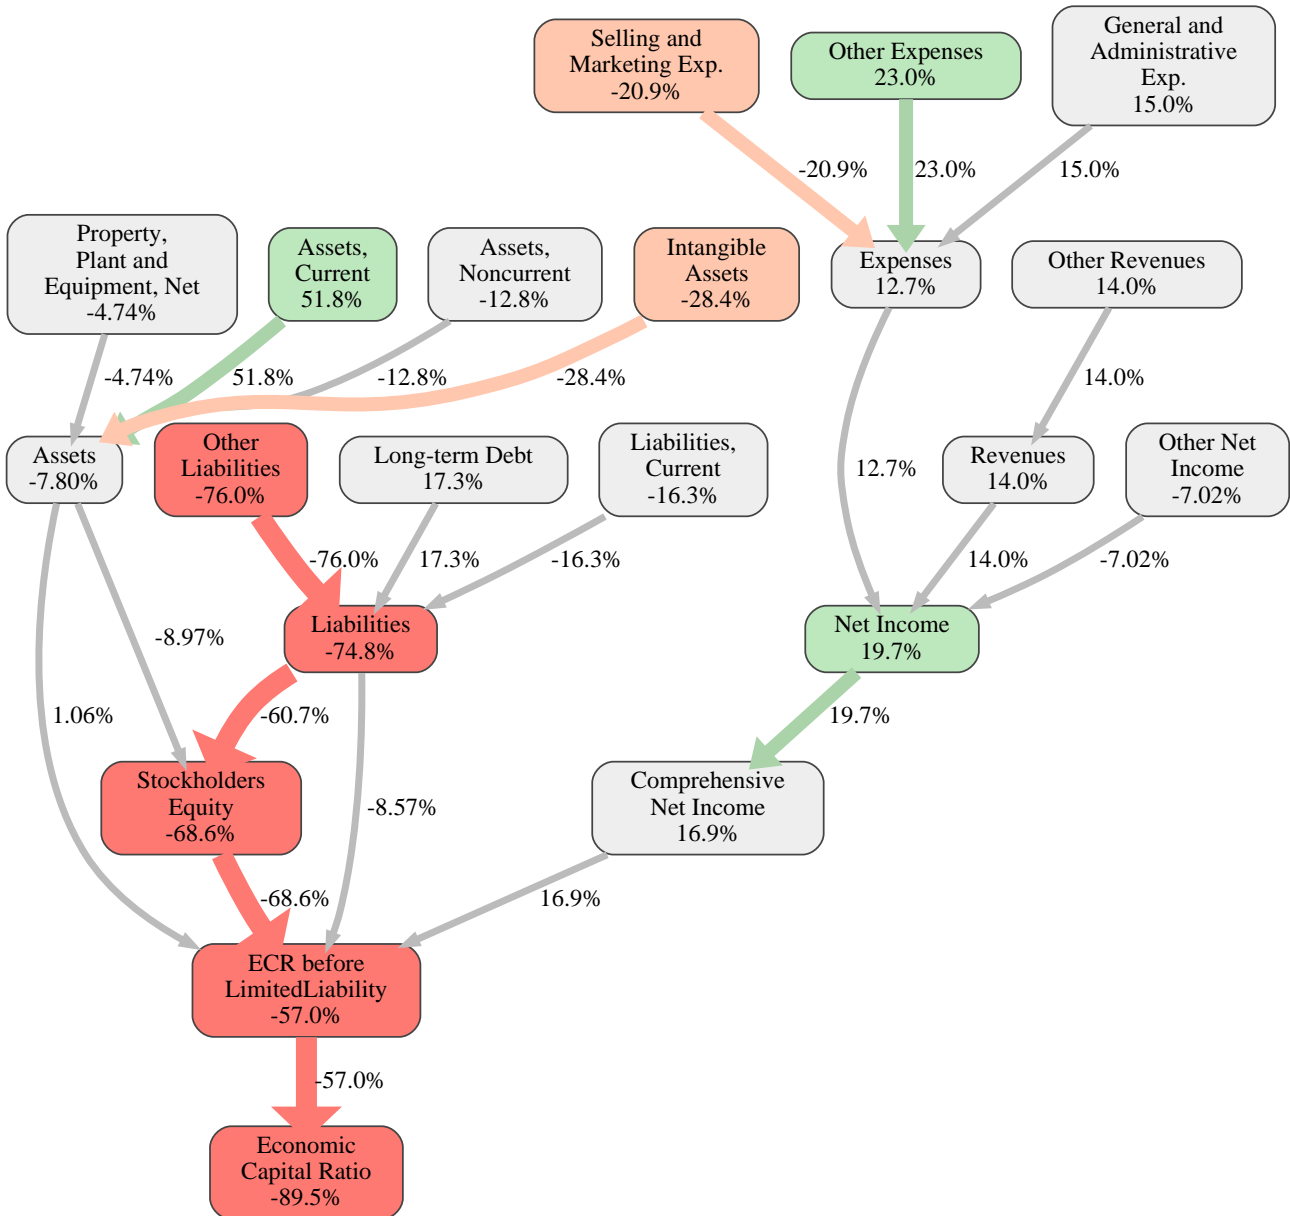 Selling and
Marketing Exp.
-20.9%
Other Expenses
23.0%
General and
Administrative
Exp.
15.0%
-20.9%
23.0%
15.0%
Property,
Plant and
Equipment, Net
-4.74%
Assets,
Current
51.8%
Assets,
Noncurrent
-12.8%
Intangible
Assets
-28.4%
Expenses
12.7%
Other Revenues
14.0%
-4.74%
51.8%
-12.8%
-28.4%
14.0%
Assets
-7.80%
Other
Liabilities
-76.0%
Long-term Debt
17.3%
Liabilities,
Current
-16.3%
12.7%
Revenues
14.0%
Other Net
Income
-7.02%
-76.0%
17.3%
-16.3%
14.0%
-7.02%
-8.97%
Liabilities
-74.8%
Net Income
19.7%
1.06%
-60.7%
19.7%
Stockholders
Equity
-68.6%
-8.57%
Comprehensive
Net Income
16.9%
-68.6%
16.9%
ECR before
LimitedLiability
-57.0%
-57.0%
Economic
Capital Ratio
-89.5%